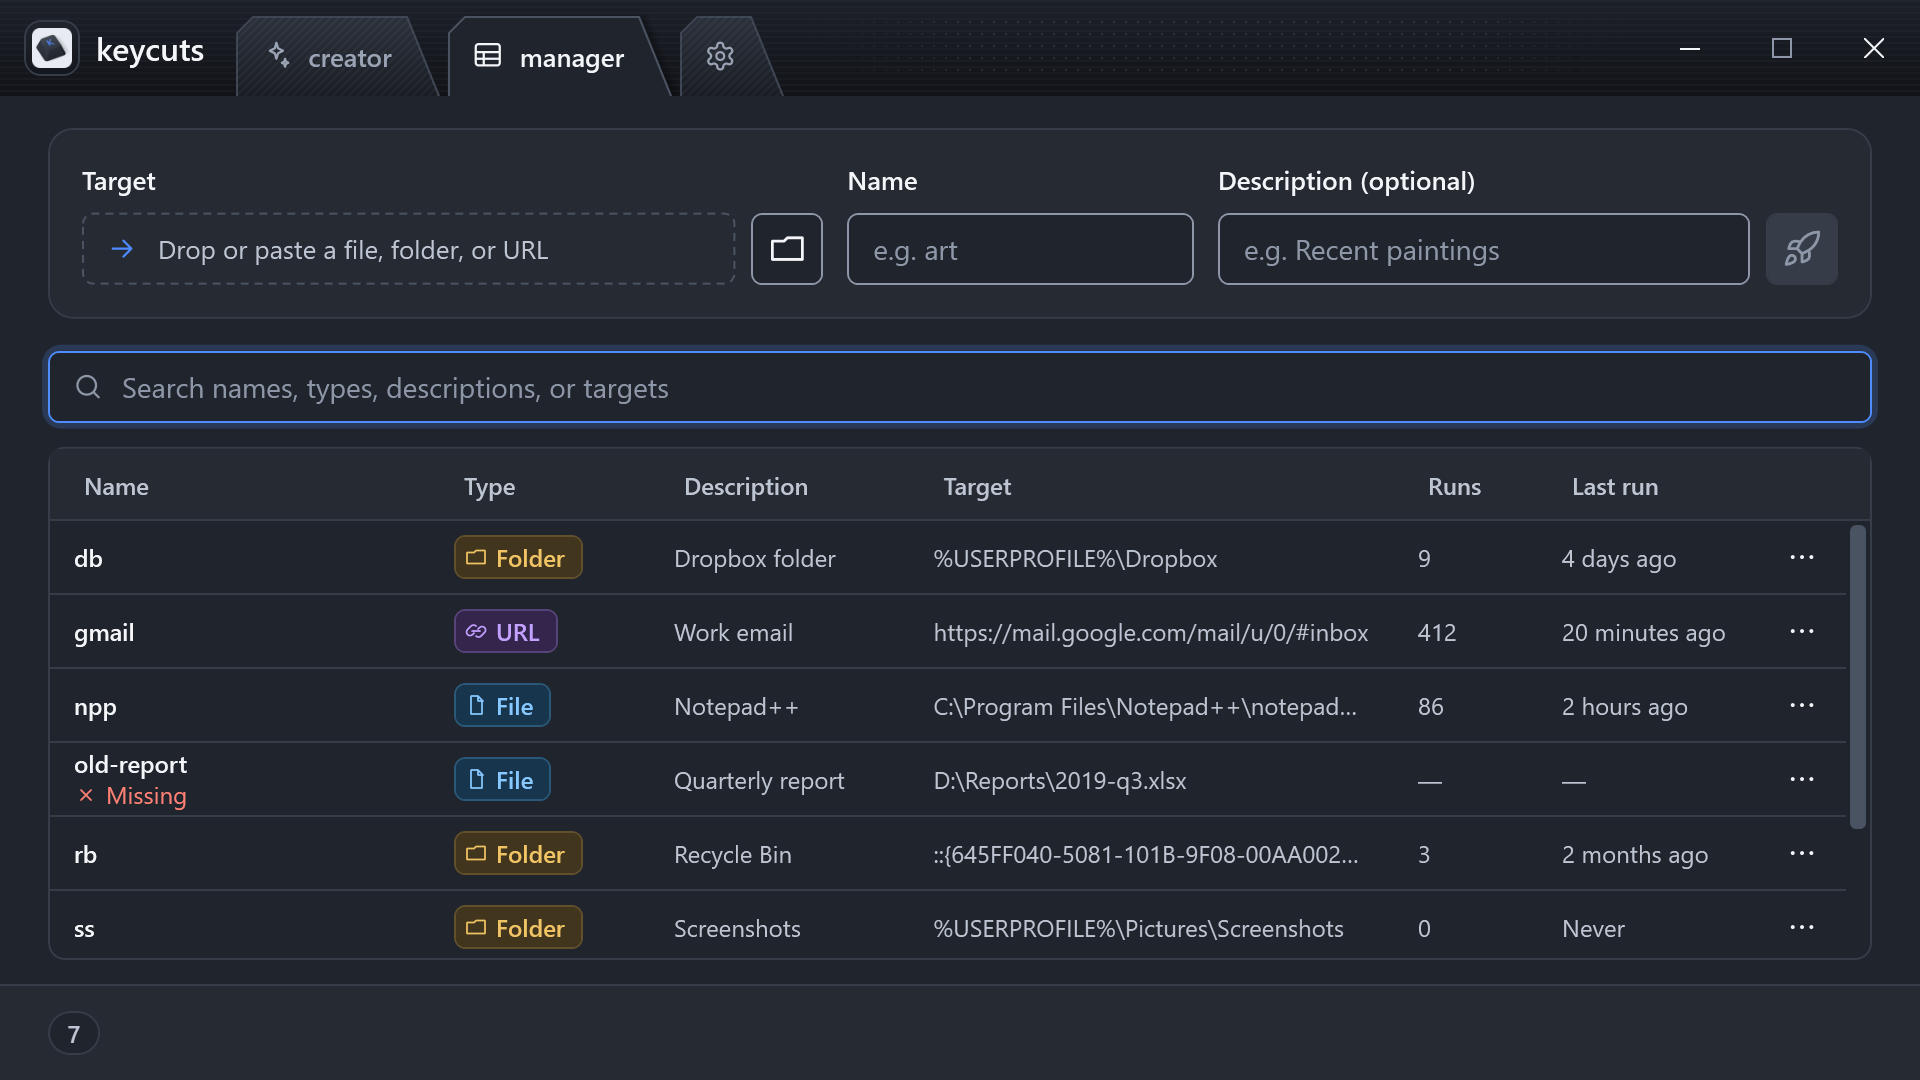 keycuts
creator
manager
Target
Name
Description (optional)
Drop or paste a file, folder, or URL
e.g. art
e.g. Recent paintings
Search names, types, descriptions, or targets
Name Type Description Target Runs Last run
db Folder Dropbox folder %USERPROFILE%\Dropbox 9 4 days ago ...
gmail URL Work email https://mail.google.com/mail/u/0/#inbox 412 20 minutes ago ...
npp File Notepad++ C:\Program Files\Notepad++\notepad... 86 2 hours ago ...
old-report File Quarterly report D:\Reports\2019-q3.xlsx — — ...
× Missing
rb Folder Recycle Bin ::{645FF040-5081-101B-9F08-00AA002... 3 2 months ago ...
ss Folder Screenshots %USERPROFILE%\Pictures\Screenshots 0 Never ...
7